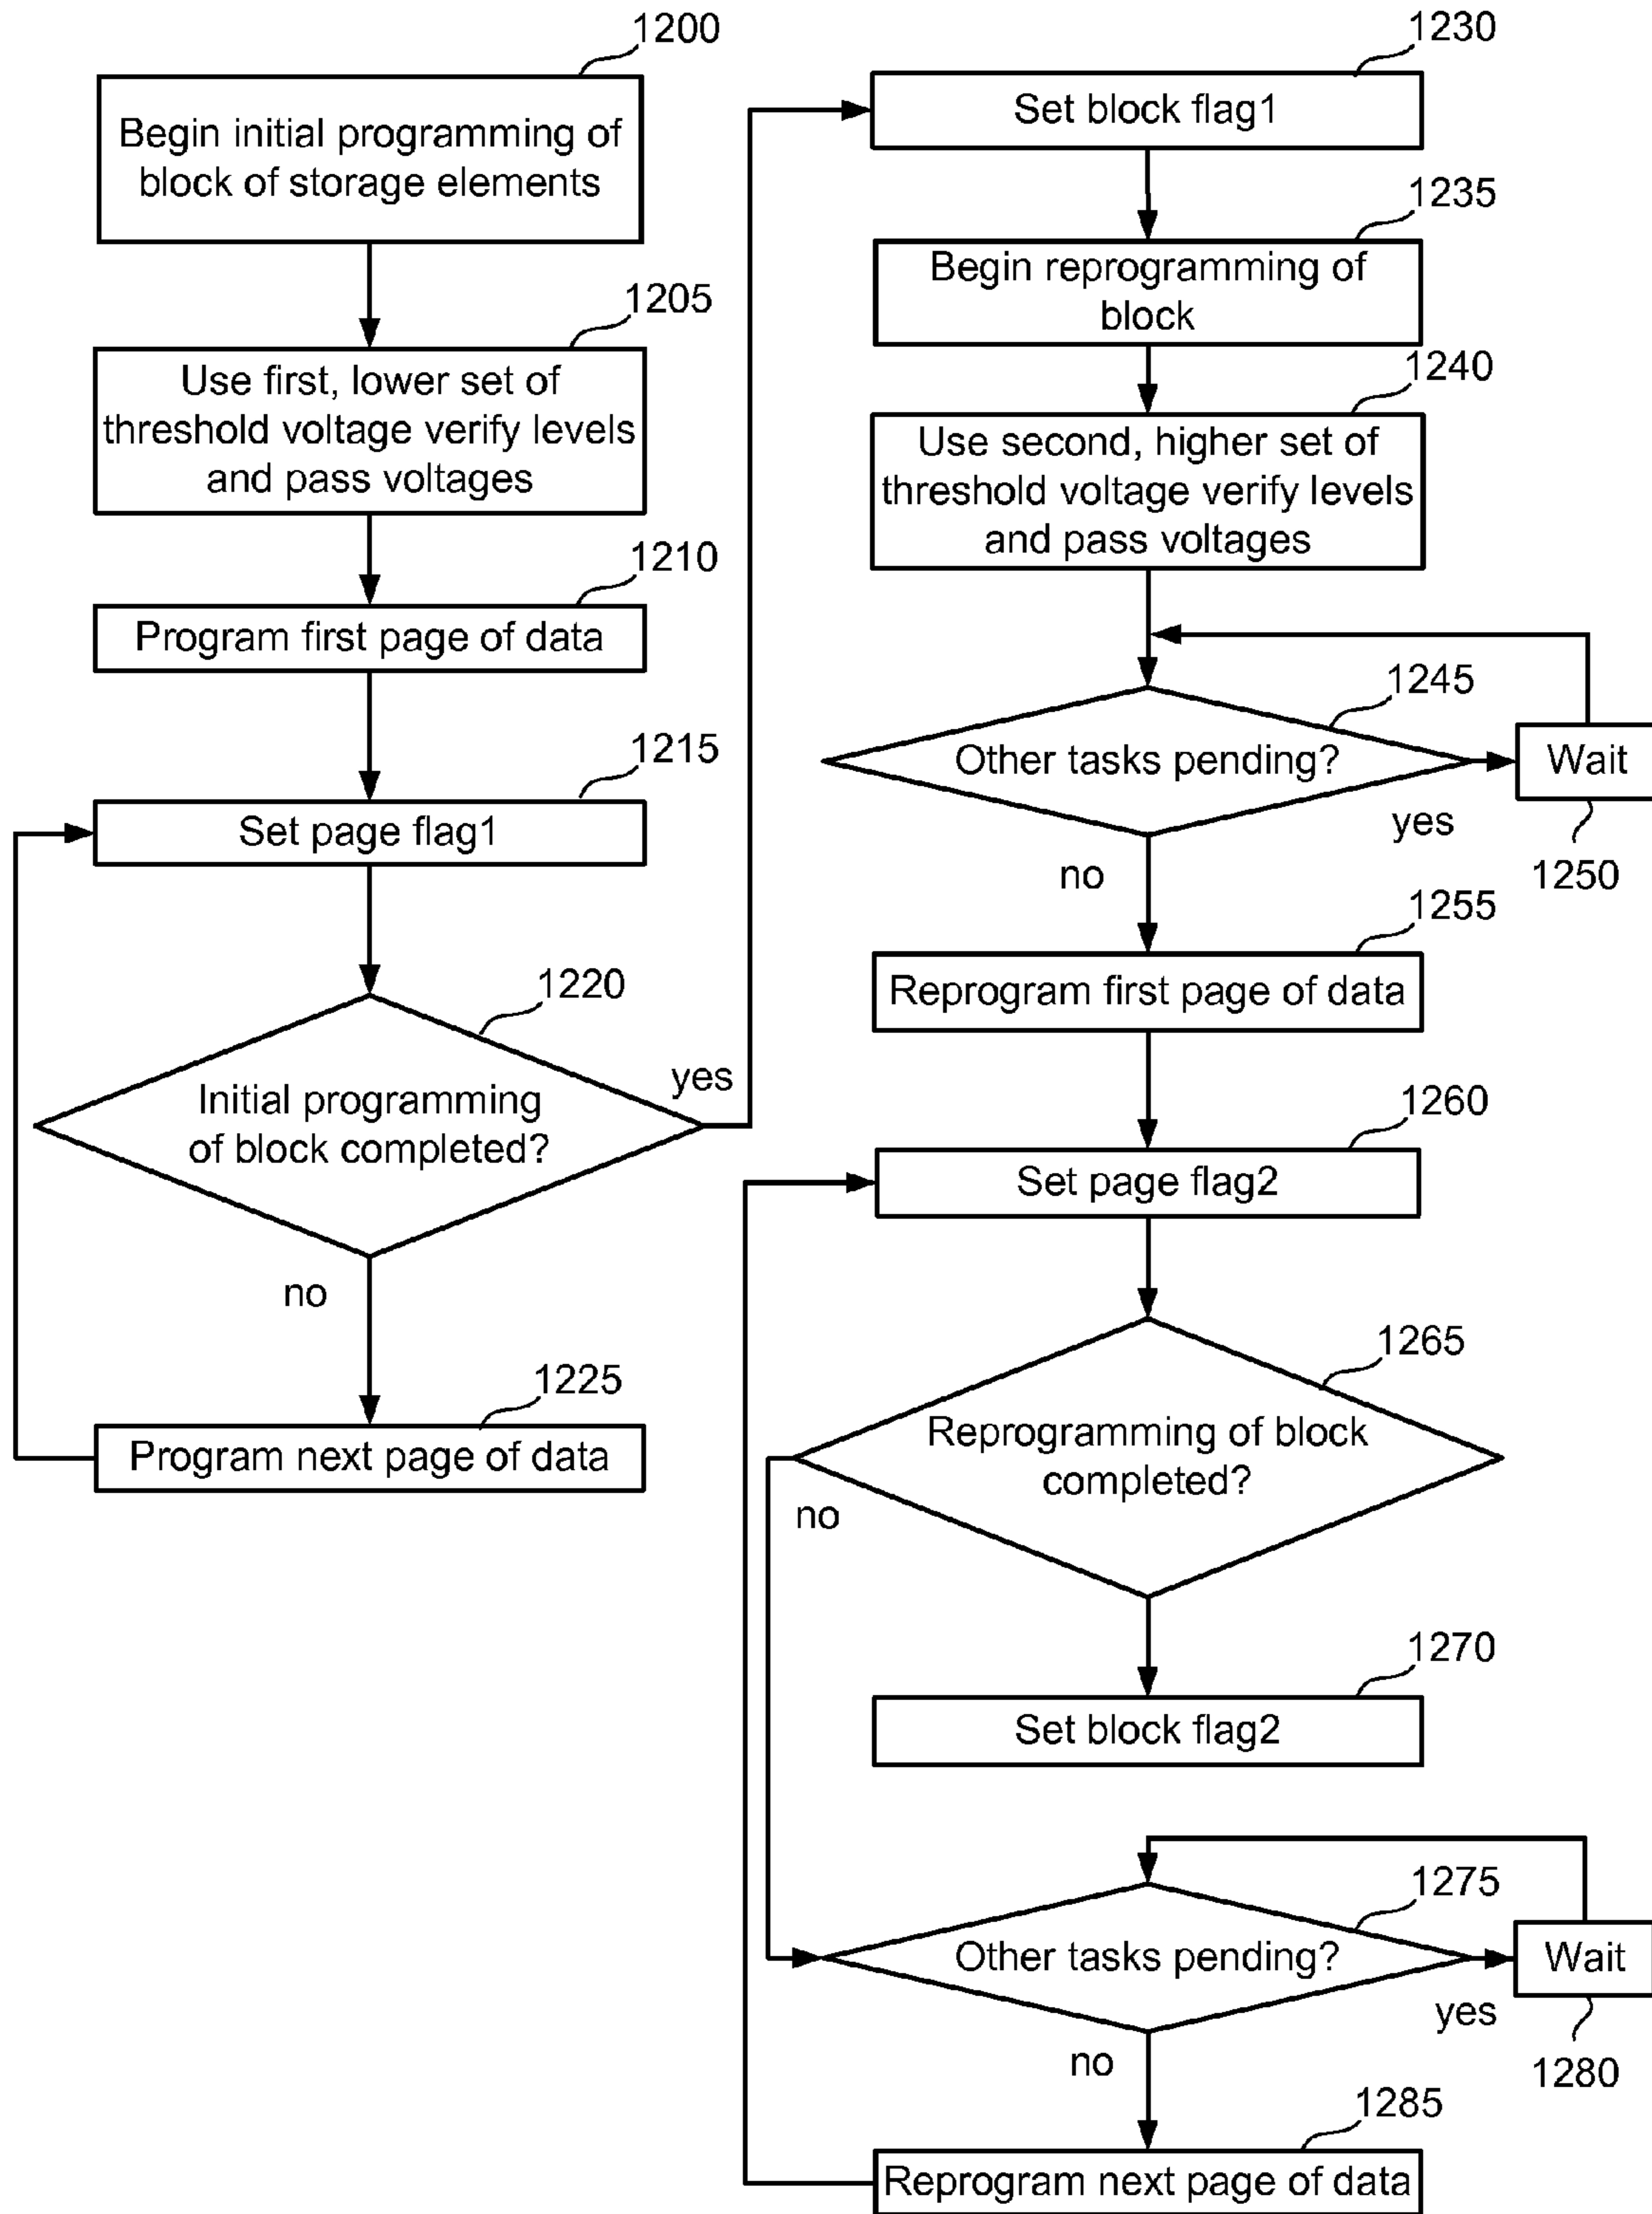 1200
Begin initial programming of
block of storage elements
1205
Use first, lower set of
threshold voltage verify levels
and pass voltages
1210
Program first page of data
1215
Set page flag1
1220
Initial programming
of block completed?
yes
no
1225
Program next page of data
1230
Set block flag1
1235
Begin reprogramming of
block
1240
Use second, higher set of
threshold voltage verify levels
and pass voltages
1245
Other tasks pending?
yes
Wait
1250
no
1255
Reprogram first page of data
1260
Set page flag2
1265
Reprogramming of block
completed?
no
1270
Set block flag2
1275
Other tasks pending?
yes
Wait
1280
no
1285
Reprogram next page of data